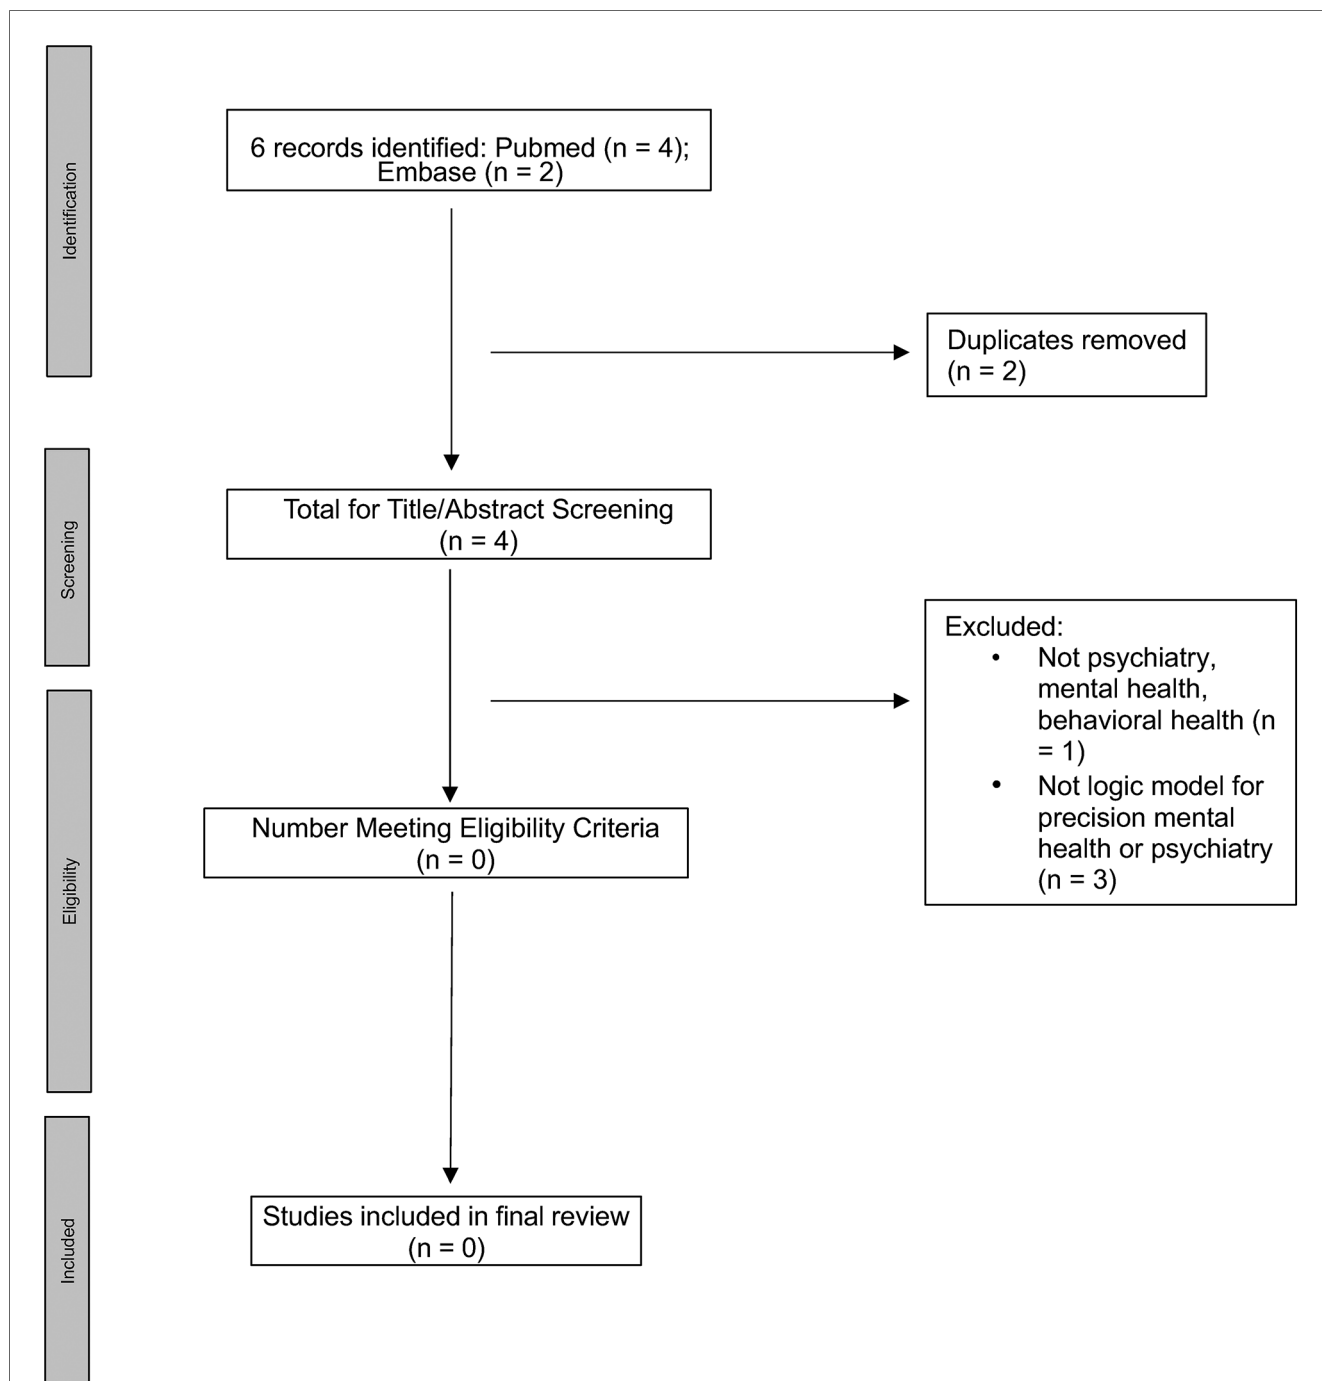 Identification
6 records identified: Pubmed (n = 4);
Embase (n = 2)
Duplicates removed
(n = 2)
Screening
Total for Title/Abstract Screening
(n = 4)
Excluded:
• Not psychiatry,
mental health,
behavioral health (n
= 1)
• Not logic model for
precision mental
health or psychiatry
(n = 3)
Eligibility
Number Meeting Eligibility Criteria
(n = 0)
Included
Studies included in final review
(n = 0)